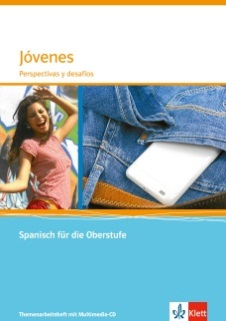 Jóvenes
Perspectivas y desafíos
Spanisch für die Oberstufe
Themenarbeitsheft mit Multimedia-CD
Klett